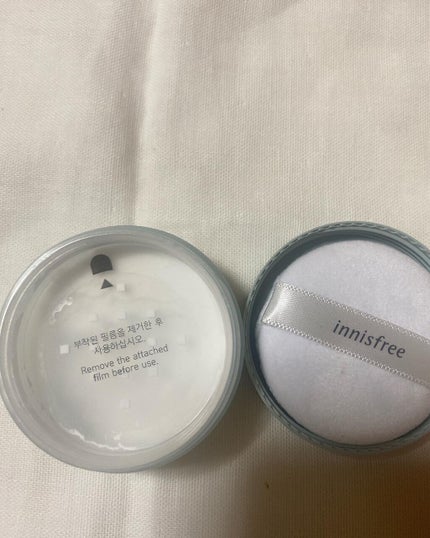 부착된 필름을 제거한 후
사용하십시오.
Remove the attached
film before use.
innisfree